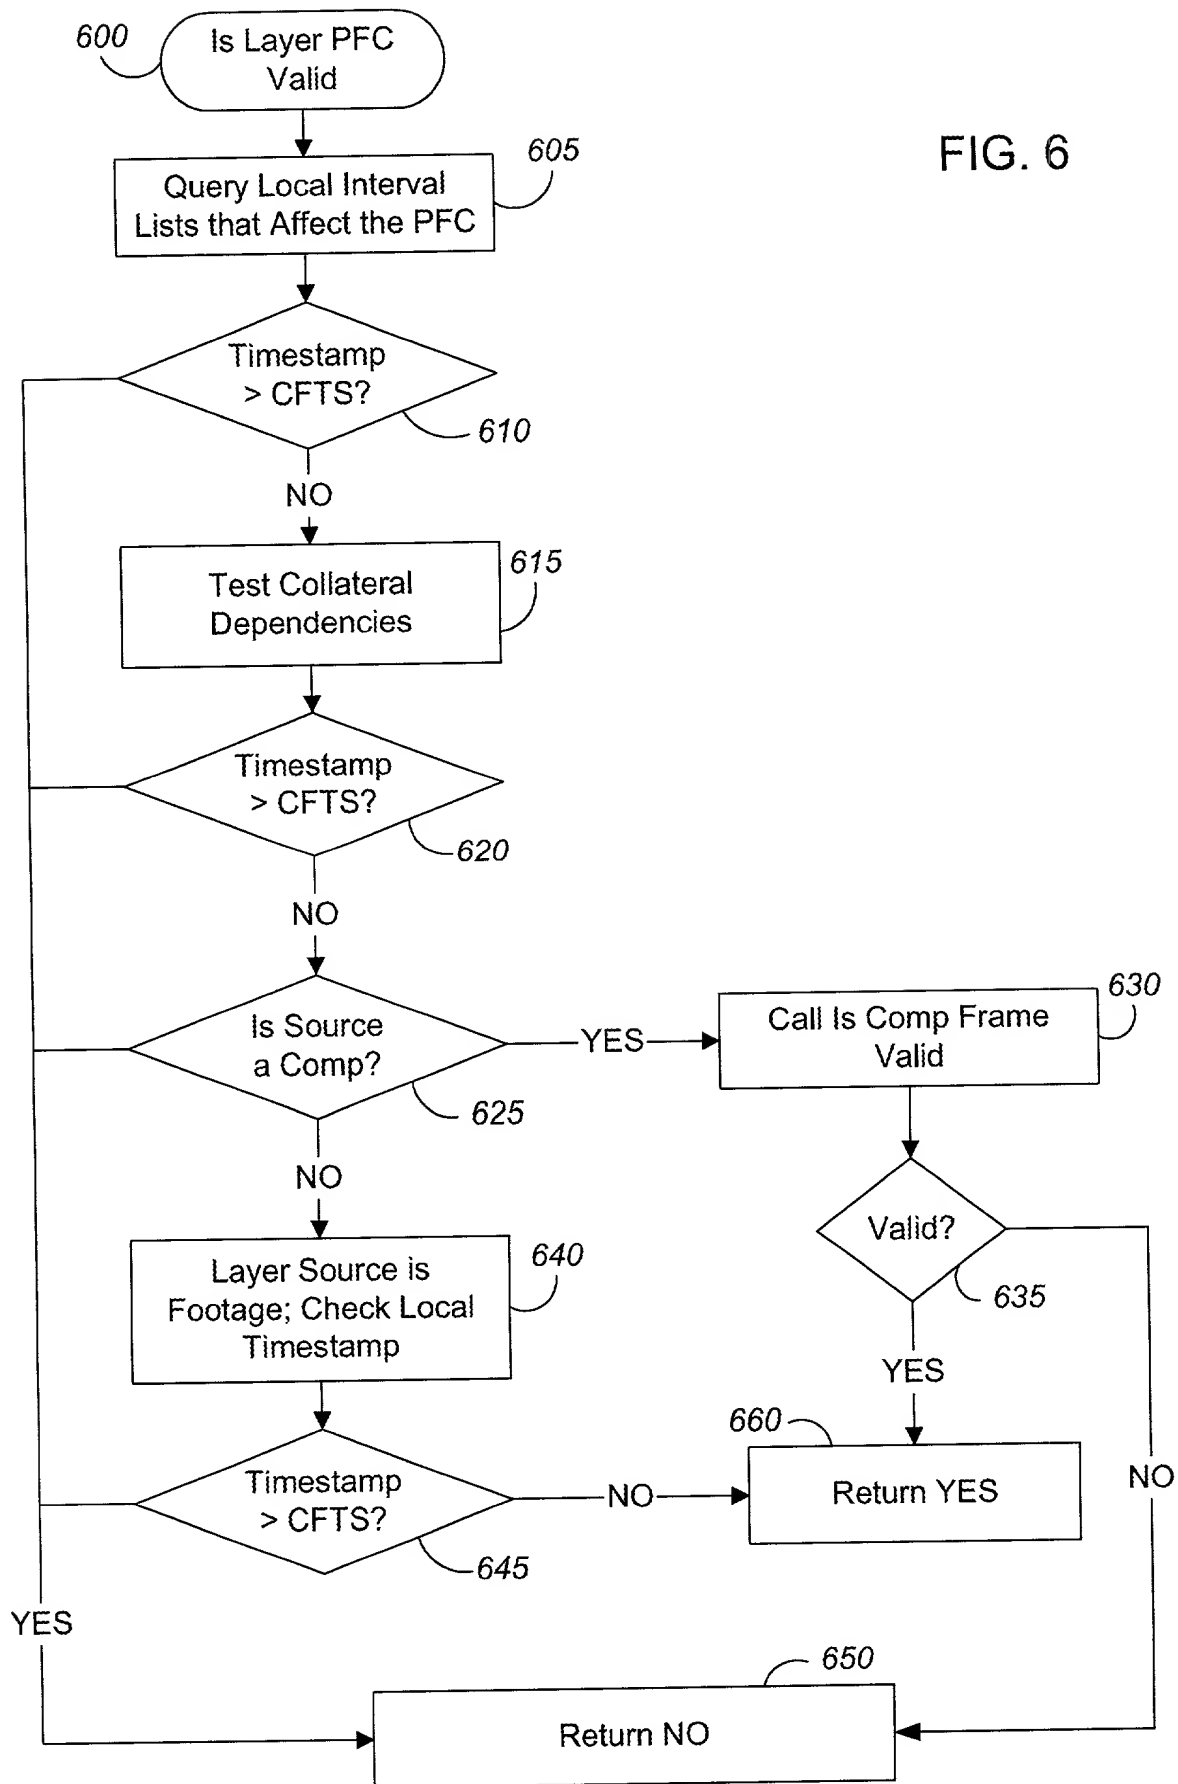 600
Is Layer PFC
Valid
FIG. 6
605
Query Local Interval
Lists that Affect the PFC
Timestamp
> CFTS?
610
NO
615
Test Collateral
Dependencies
Timestamp
> CFTS?
620
NO
Is Source
a Comp?
625
YES
630
Call Is Comp Frame
Valid
NO
Valid?
635
640
Layer Source is
Footage; Check Local
Timestamp
YES
660
Timestamp
> CFTS?
645
NO
Return YES
NO
YES
650
Return NO